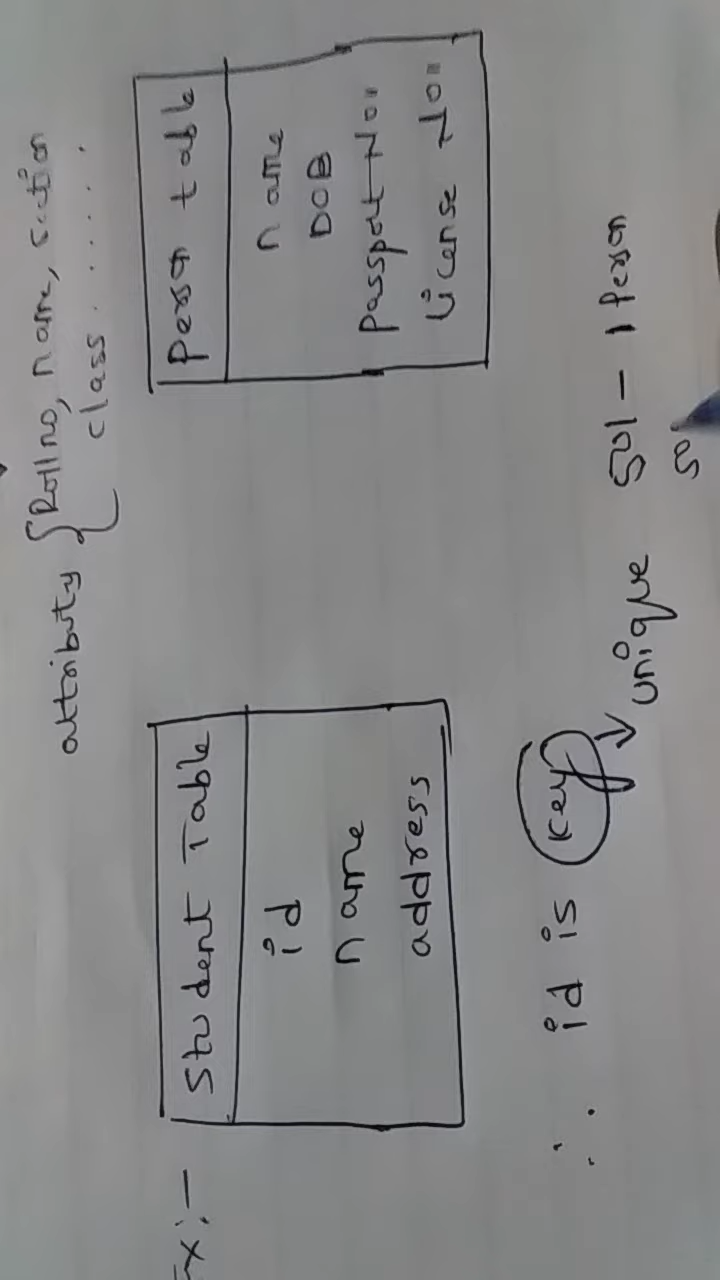 attributy { Rollno, name, section
class . . . . . .
Ex :-
Student Table
id
name
address
Person table
name
DOB
Passport No
License No
∴ id is key
→ unique
501 - 1 Person